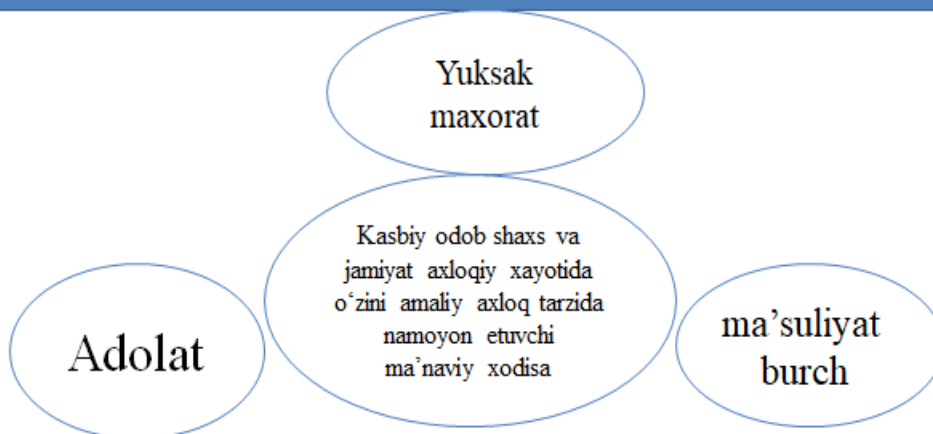 Yuksak
maxorat
Kasbiy odob shaxs va
jamiyat axloqiy xayotida
o‘zini amaliy axloq tarzida
namoyon etuvchi
ma’naviy xodisa
Adolat
ma’suliyat
burch